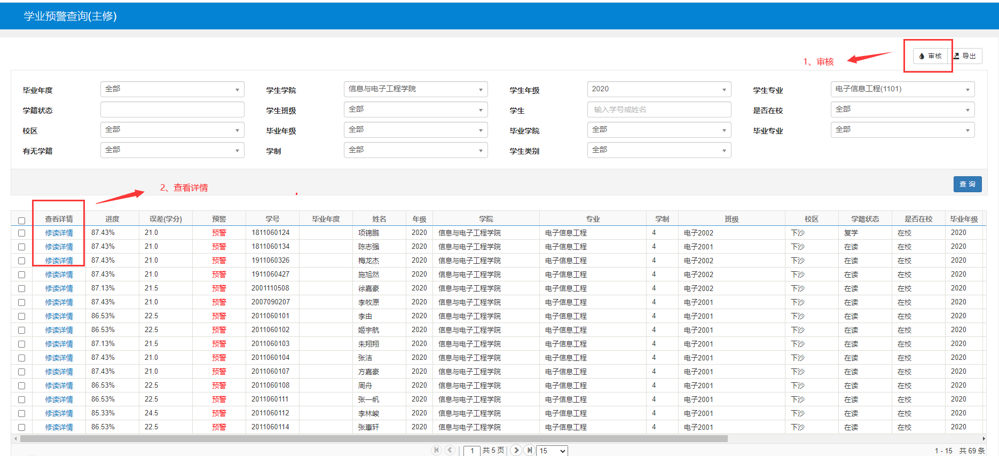 学业预警查询(主修)
审核 导出
1、审核
毕业年度 全部 学生学院 信息与电子工程学院 学生年级 2020 学生专业 电子信息工程(1101)
学籍状态 学生班级 全部 学生 输入学号或姓名 是否在校 全部
校区 全部 毕业年级 全部 毕业学院 全部 毕业专业 全部
有无学籍 全部 学制 全部 学生类别 全部
查 询
2、查看详情
查看详情 进度 误差(学分) 预警 学号 毕业年度 姓名 年级 学院 专业 学制 班级 校区 学籍状态 是否在校 毕业年级
修读详情 87.43% 21.0 预警 1811060124 项锦鹏 2020 信息与电子工程学院 电子信息工程 4 电子2002 下沙 复学 在校 2020
修读详情 87.43% 21.0 预警 1811060134 陈志强 2020 信息与电子工程学院 电子信息工程 4 电子2001 下沙 在读 在校 2020
修读详情 87.43% 21.0 预警 1911060326 梅龙杰 2020 信息与电子工程学院 电子信息工程 4 电子2002 下沙 在读 在校 2020
修读详情 87.43% 21.0 预警 1911060427 施旭然 2020 信息与电子工程学院 电子信息工程 4 电子2002 下沙 在读 在校 2020
修读详情 87.13% 21.5 预警 2001110508 徐嘉豪 2020 信息与电子工程学院 电子信息工程 4 电子2002 下沙 在读 在校 2020
修读详情 87.43% 21.0 预警 2007090207 李牧原 2020 信息与电子工程学院 电子信息工程 4 电子2001 下沙 在读 在校 2020
修读详情 86.53% 22.5 预警 2011060101 李由 2020 信息与电子工程学院 电子信息工程 4 电子2001 下沙 在读 在校 2020
修读详情 86.53% 22.5 预警 2011060102 姬宇航 2020 信息与电子工程学院 电子信息工程 4 电子2001 下沙 在读 在校 2020
修读详情 87.13% 21.5 预警 2011060103 朱翔翔 2020 信息与电子工程学院 电子信息工程 4 电子2001 下沙 在读 在校 2020
修读详情 87.43% 21.0 预警 2011060104 张洁 2020 信息与电子工程学院 电子信息工程 4 电子2001 下沙 在读 在校 2020
修读详情 87.43% 21.0 预警 2011060107 方嘉豪 2020 信息与电子工程学院 电子信息工程 4 电子2001 下沙 在读 在校 2020
修读详情 86.53% 22.5 预警 2011060108 周舟 2020 信息与电子工程学院 电子信息工程 4 电子2001 下沙 在读 在校 2020
修读详情 86.53% 22.5 预警 2011060111 张一帆 2020 信息与电子工程学院 电子信息工程 4 电子2001 下沙 在读 在校 2020
修读详情 85.33% 24.5 预警 2011060112 李林峻 2020 信息与电子工程学院 电子信息工程 4 电子2001 下沙 在读 在校 2020
修读详情 86.53% 22.5 预警 2011060114 张惠轩 2020 信息与电子工程学院 电子信息工程 4 电子2001 下沙 在读 在校 2020
1 共 5 页 15 1 - 15 共 69 条